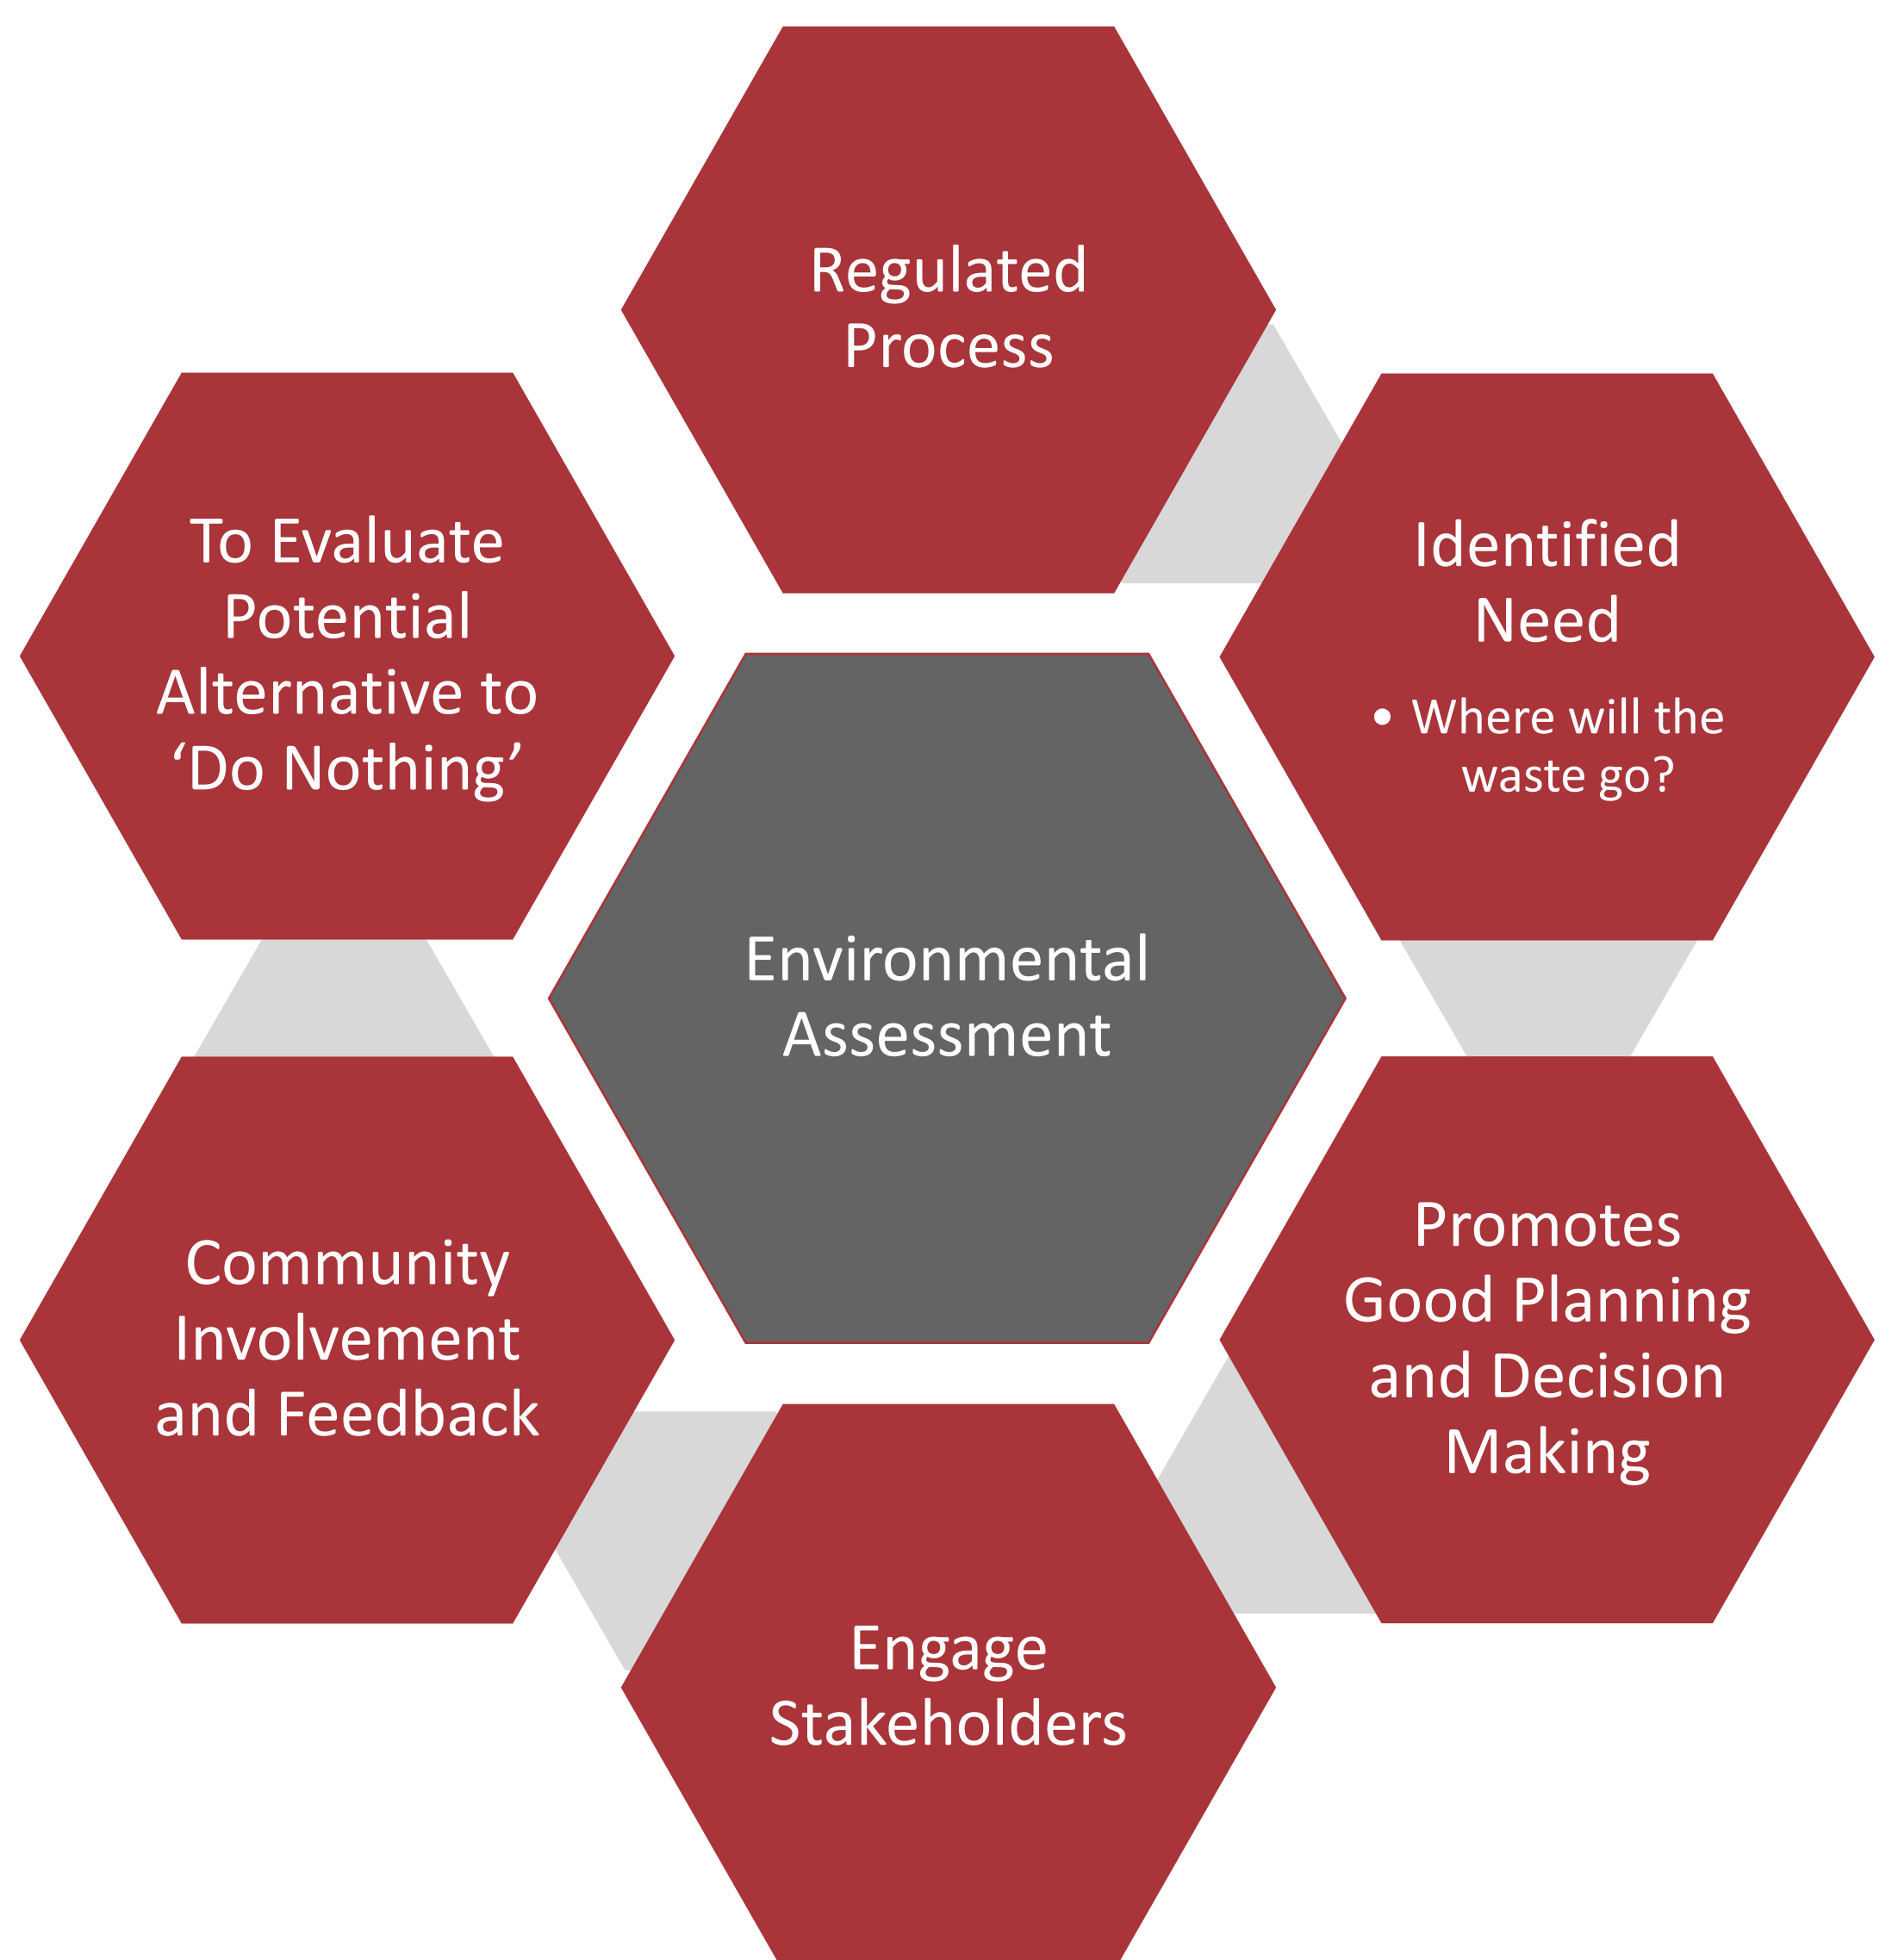 Regulated
Process
Identified
Need
• Where will the
waste go?
Promotes
Good Planning
and Decision
Making
Engage
Stakeholders
Community
Involvement
and Feedback
To Evaluate
Potential
Alternative to
‘Do Nothing’
Environmental
Assessment